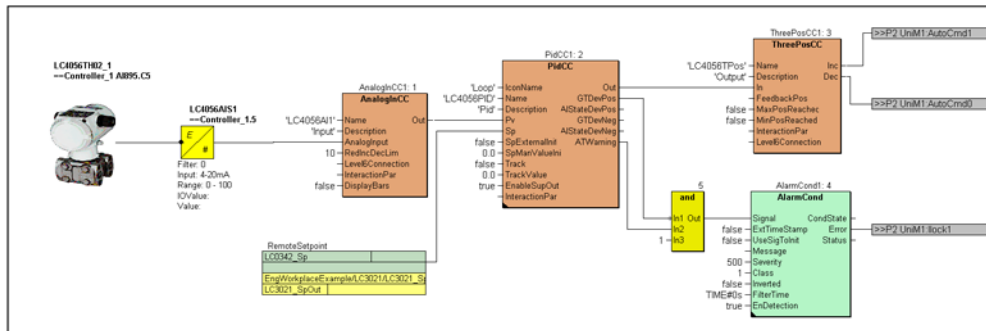 LC4056TH02_1
--Controller_1 AI895.C5
LC4056AIS1
--Controller_1.5
E
#
Filter: 0
Input: 4-20mA
Range: 0 - 100
IOValue:
Value:
AnalogInCC1: 1
AnalogInCC
'LC4056AI1' Name Out
'Input' Description
AnalogInput
10 RedIncDecLim
Level6Connection
InteractionPar
false DisplayBars
RemoteSetpoint
LC0342_Sp
EngWorkplaceExample/LC3021/LC3021_Sp
LC3021_SpOut
PidCC1: 2
PidCC
'Loop' IconName Out
'LC4056PID' Name GTDevPos
'Pid' Description AIStateDevPos
Pv GTDevNeg
Sp AIStateDevNeg
false SpExternalInit ATWarning
0.0 SpManValueIni
false Track
0.0 TrackValue
true EnableSupOut
InteractionPar
ThreePosCC1: 3
ThreePosCC
'LC4056TPos' Name Inc
'Output' Description Dec
In
FeedbackPos
false MaxPosReachec
false MinPosReached
InteractionPar
Level6Connection
>>P2 UniM1:AutoCmd1
>>P2 UniM1:AutoCmd0
5
and
In1 Out
In2
1 In3
AlarmCond1: 4
AlarmCond
Signal CondState
false ExtTimeStamp Error
false UseSigToInit Status
Message
500 Severity
1 Class
false Inverted
TIME#0s FilterTime
true EnDetection
>>P2 UniM1:Ilock1